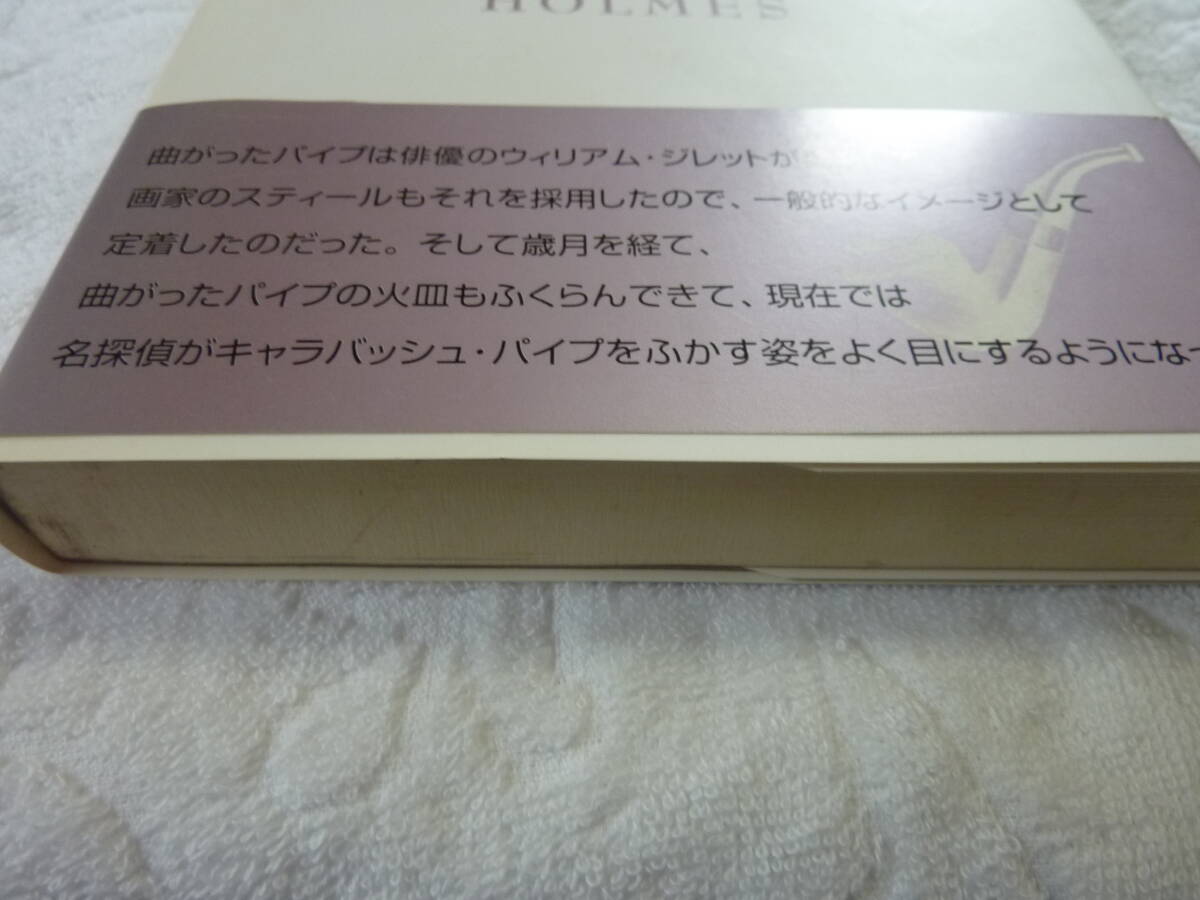 HOLMES
曲がったパイプは俳優のウィリアム・ジレットが
画家のスティールもそれを採用したので、一般的なイメージとして
定着したのだった。そして歳月を経て、
曲がったパイプの火皿もふくらんできて、現在では
名探偵がキャラバッシュ・パイプをふかす姿をよく目にするようになっ